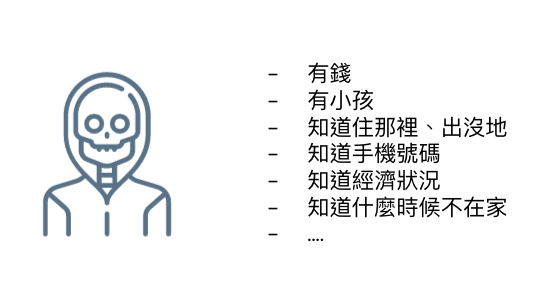 - 有錢
- 有小孩
- 知道住那裡、出沒地
- 知道手機號碼
- 知道經濟狀況
- 知道什麼時候不在家
- ....